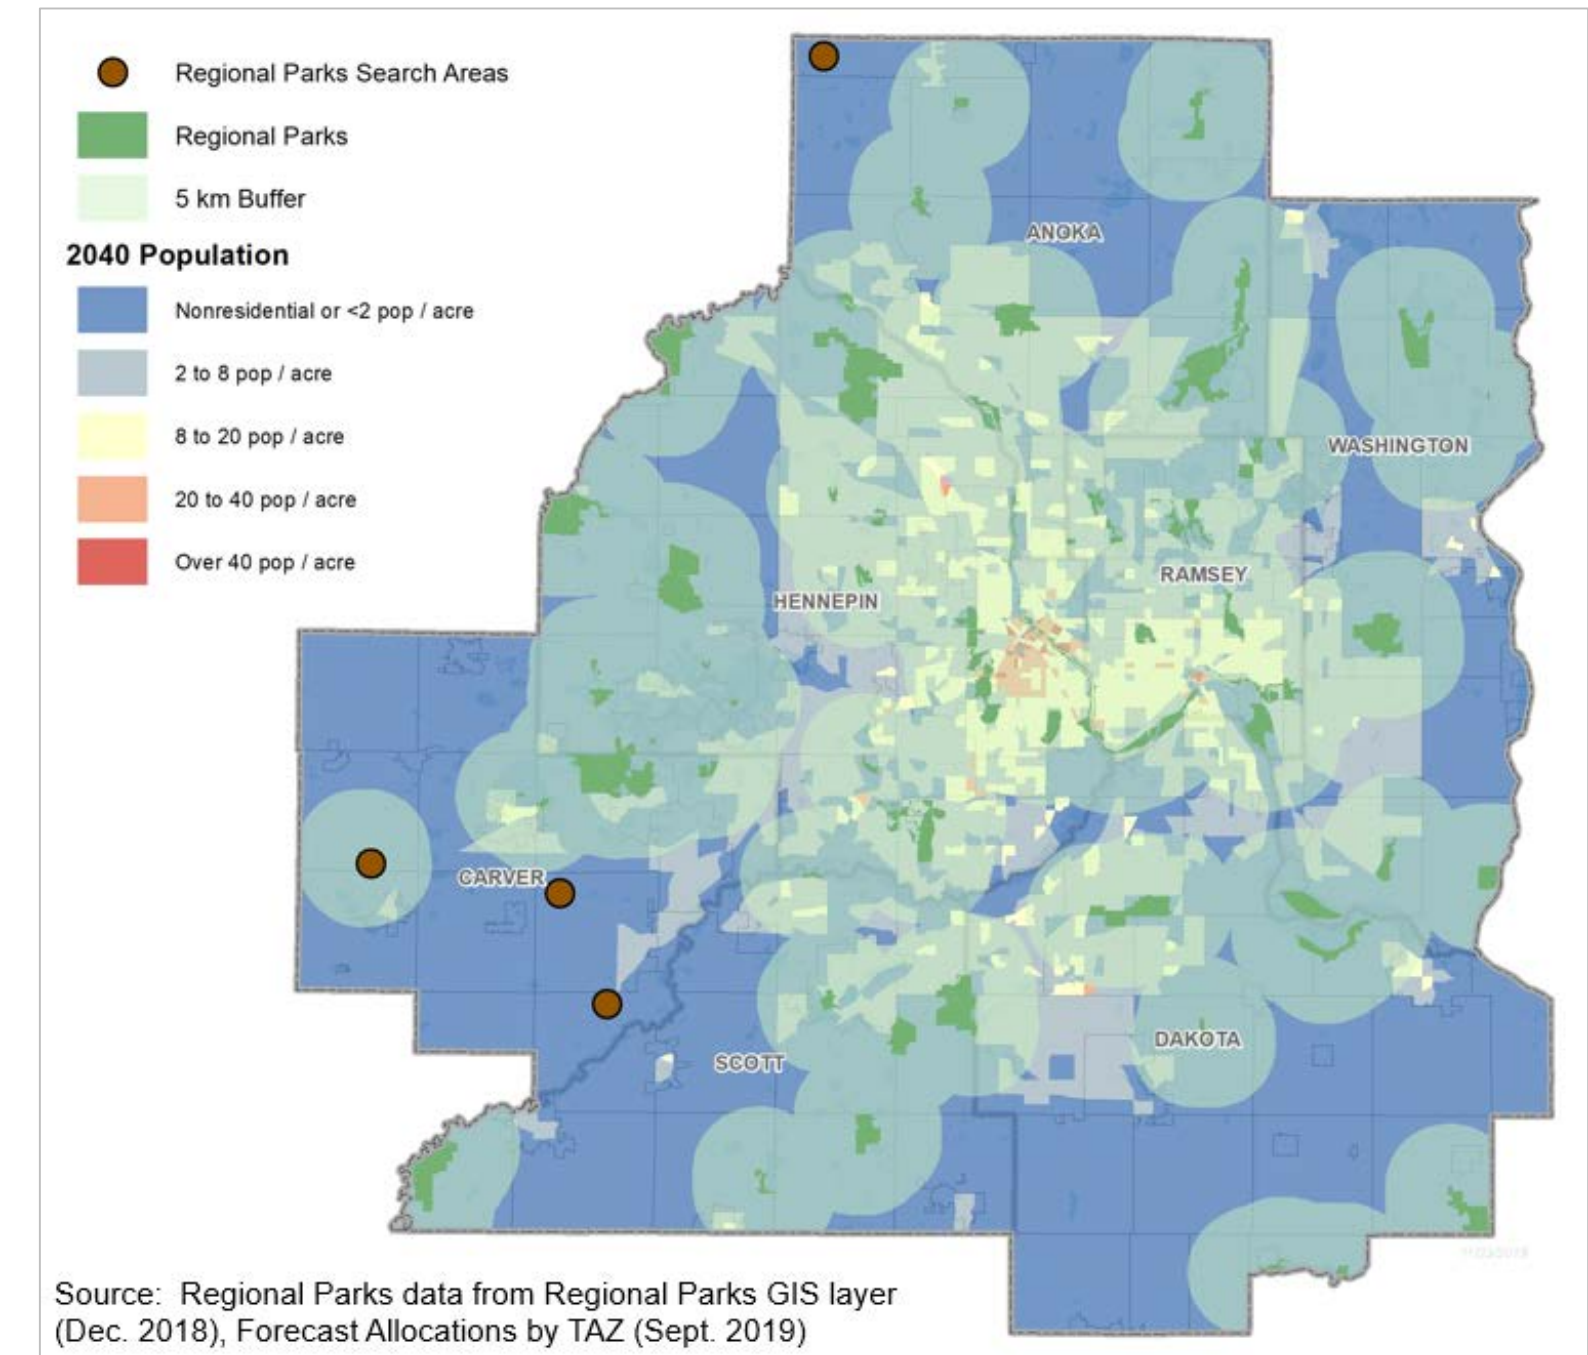 Regional Parks Search Areas
Regional Parks
5 km Buffer
2040 Population
Nonresidential or <2 pop / acre
2 to 8 pop / acre
8 to 20 pop / acre
20 to 40 pop / acre
Over 40 pop / acre
ANOKA
WASHINGTON
RAMSEY
HENNEPIN
CARVER
DAKOTA
SCOTT
Source: Regional Parks data from Regional Parks GIS layer
(Dec. 2018), Forecast Allocations by TAZ (Sept. 2019)